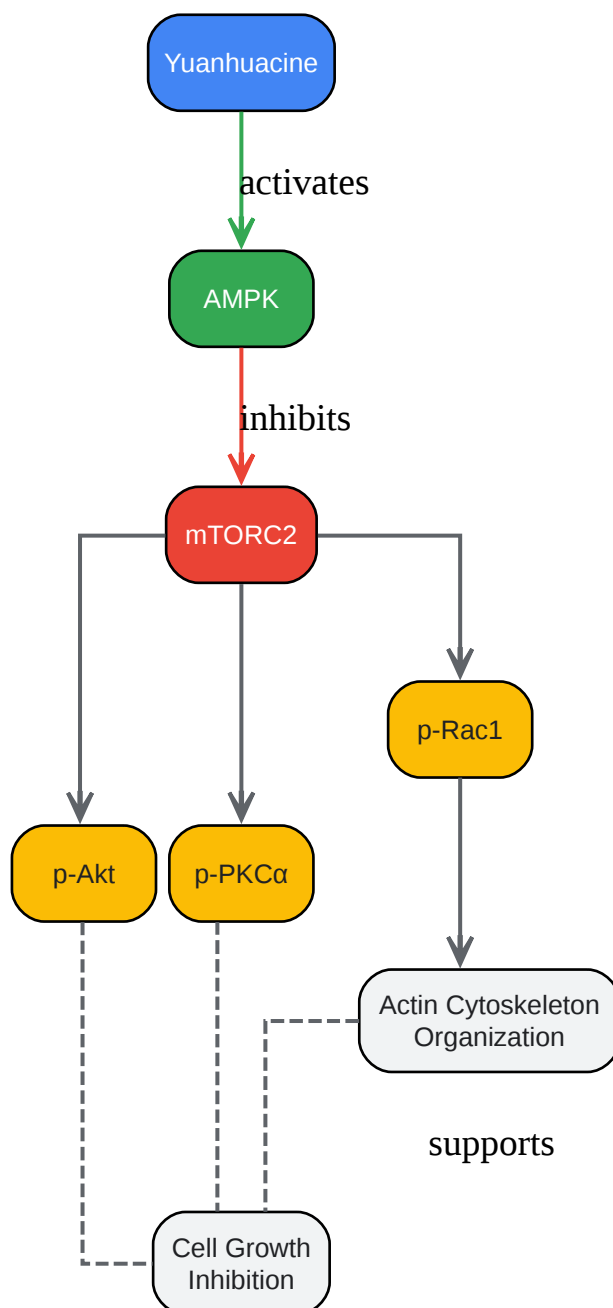 Yuanhuacine
activates
AMPK
inhibits
mTORC2
p-Rac1
p-Akt
p-PKCα
Actin Cytoskeleton
Organization
supports
Cell Growth
Inhibition